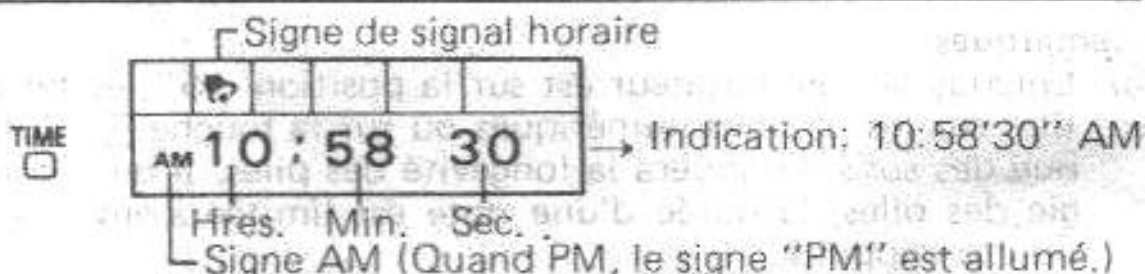 Signe de signal horaire
TIME
AM 10:58 30
Indication: 10:58'30" AM
Hres. Min. Sec.
Signe AM (Quand PM, le signe "PM" est allumé.)